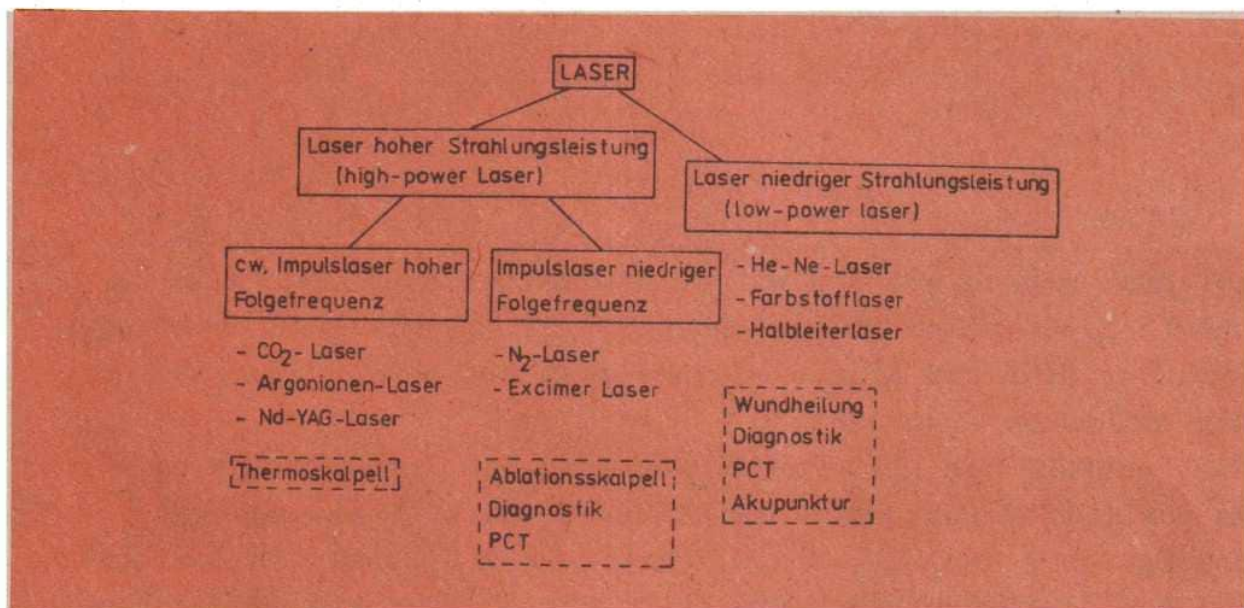 LASER
Laser hoher Strahlungsleistung
(high-power Laser)
Laser niedriger Strahlungsleistung
(low-power laser)
cw, Impulslaser hoher
Folgefrequenz
- CO₂- Laser
- Argonionen-Laser
- Nd-YAG-Laser
Thermoskalpell
Impulslaser niedriger
Folgefrequenz
- N₂-Laser
- Excimer Laser
Ablationsskalpell
Diagnostik
PCT
- He-Ne-Laser
- Farbstofflaser
- Halbleiterlaser
Wundheilung
Diagnostik
PCT
Akupunktur